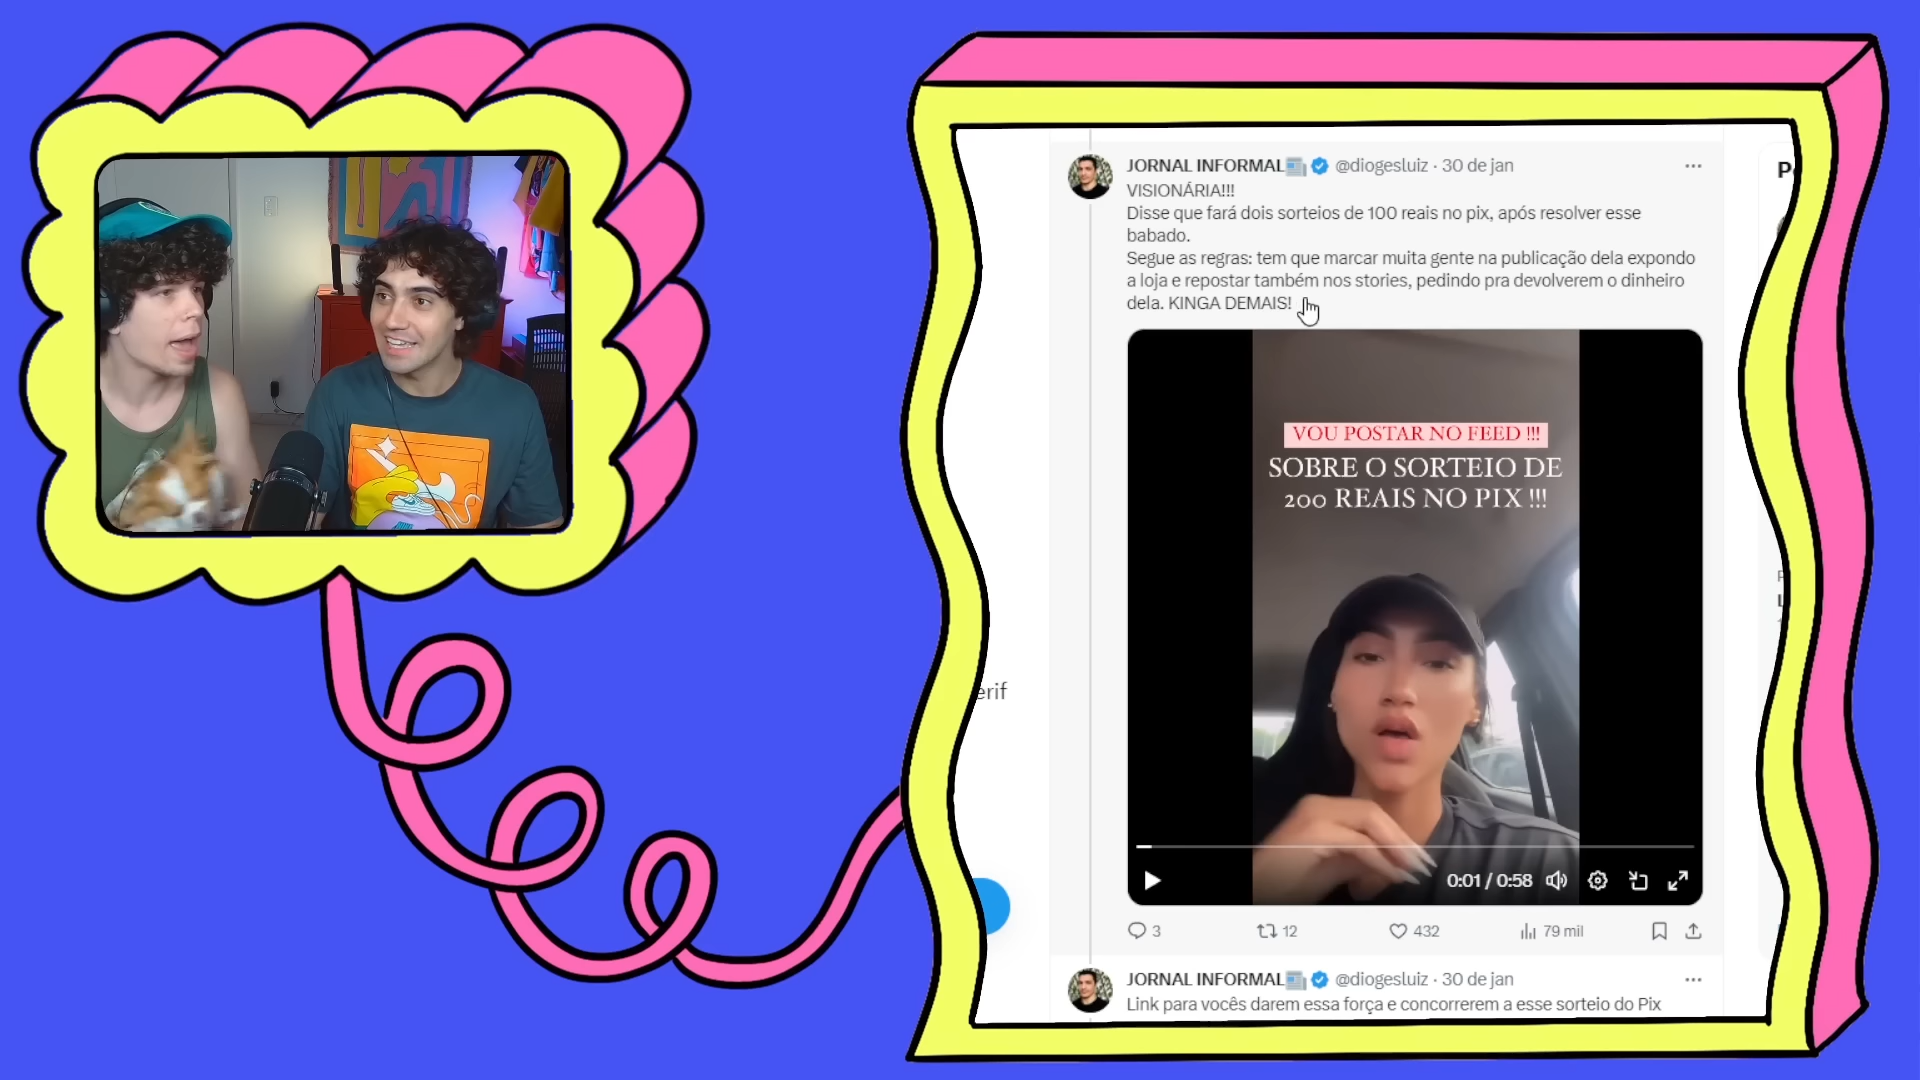 JORNAL INFORMAL📰 @diogesluiz · 30 de jan
VISIONÁRIA!!!
Disse que fará dois sorteios de 100 reais no pix, após resolver esse
babado.
Segue as regras: tem que marcar muita gente na publicação dela expondo
a loja e repostar também nos stories, pedindo pra devolverem o dinheiro
dela. KINGA DEMAIS!
VOU POSTAR NO FEED !!!
SOBRE O SORTEIO DE
200 REAIS NO PIX !!!
0:01 / 0:58
3 12 432 79 mil
JORNAL INFORMAL📰 @diogesluiz · 30 de jan
Link para vocês darem essa força e concorrerem a esse sorteio do Pix